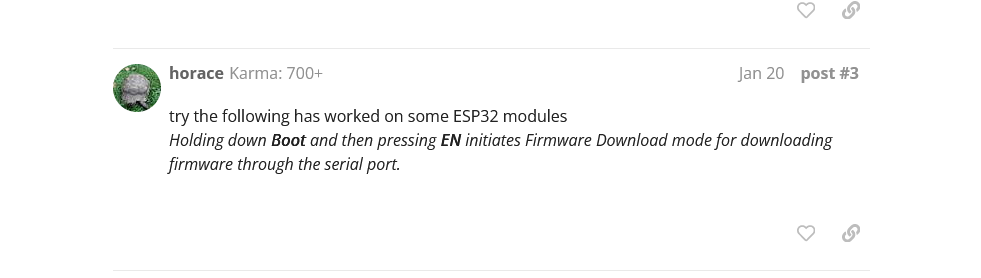 horace Karma: 700+ Jan 20 post #3
try the following has worked on some ESP32 modules
Holding down Boot and then pressing EN initiates Firmware Download mode for downloading
firmware through the serial port.